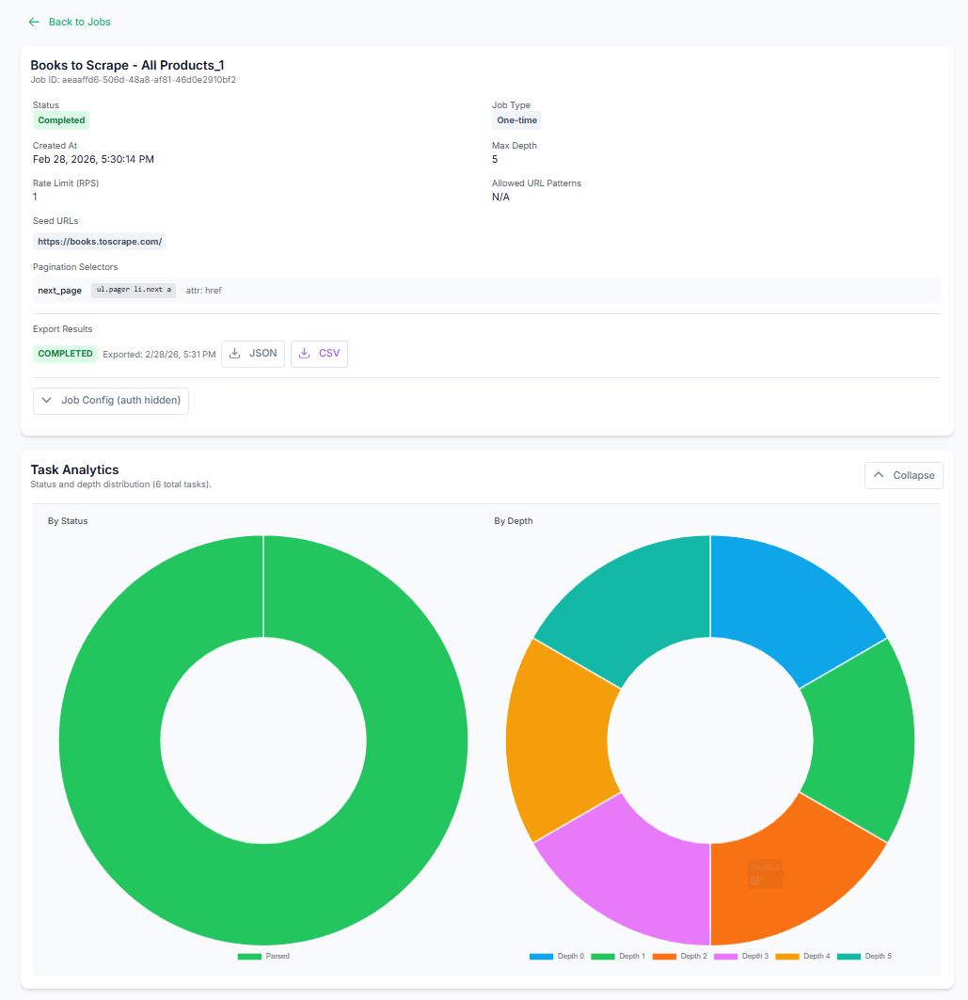 Back to Jobs
Books to Scrape - All Products_1
Job ID: aeaaffd6-506d-48a8-af81-46d0e2910bf2
Status
Completed
Job Type
One-time
Created At
Feb 28, 2026, 5:30:14 PM
Max Depth
5
Rate Limit (RPS)
1
Allowed URL Patterns
N/A
Seed URLs
https://books.toscrape.com/
Pagination Selectors
next_page ul.pager li.next a attr: href
Export Results
COMPLETED Exported: 2/28/26, 5:31 PM JSON CSV
Job Config (auth hidden)
Task Analytics
Status and depth distribution (6 total tasks).
Collapse
By Status
By Depth
Parsed
Depth 0 Depth 1 Depth 2 Depth 3 Depth 4 Depth 5